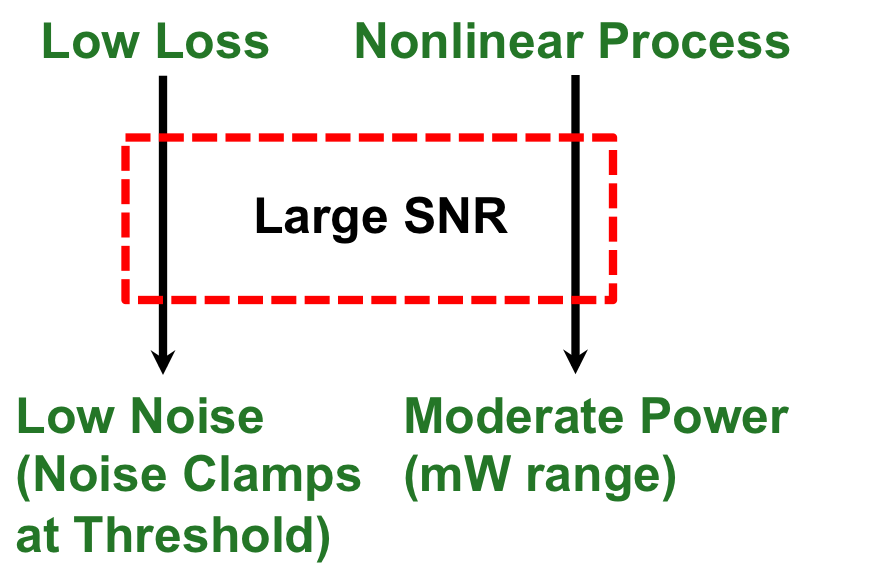 Low Loss
Nonlinear Process
Large SNR
Low Noise
(Noise Clamps
at Threshold)
Moderate Power
(mW range)